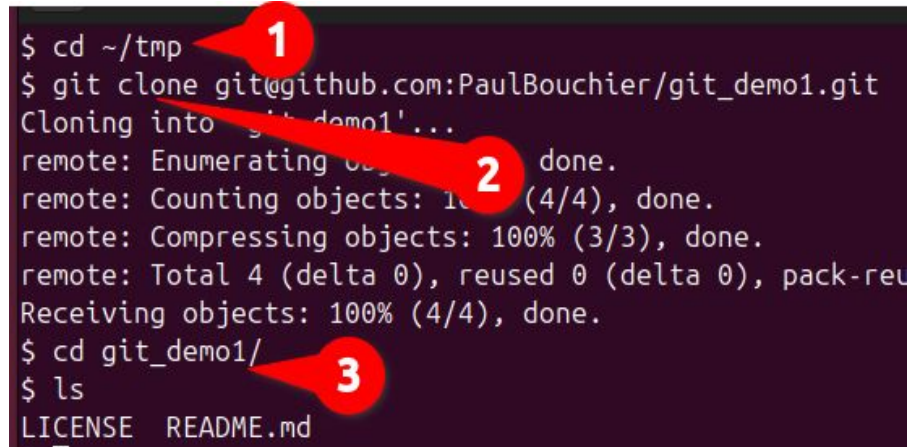 $ cd ~/tmp 1
$ git clone git@github.com:PaulBouchier/git_demo1.git
Cloning into 'git_demo1'...
remote: Enumerating done.
2
remote: Counting objects: (4/4), done.
remote: Compressing objects: 100% (3/3), done.
remote: Total 4 (delta 0), reused 0 (delta 0),
Receiving objects: 100% (4/4), done.
$ cd git_demo1/
3
$ ls
LICENSE README.md